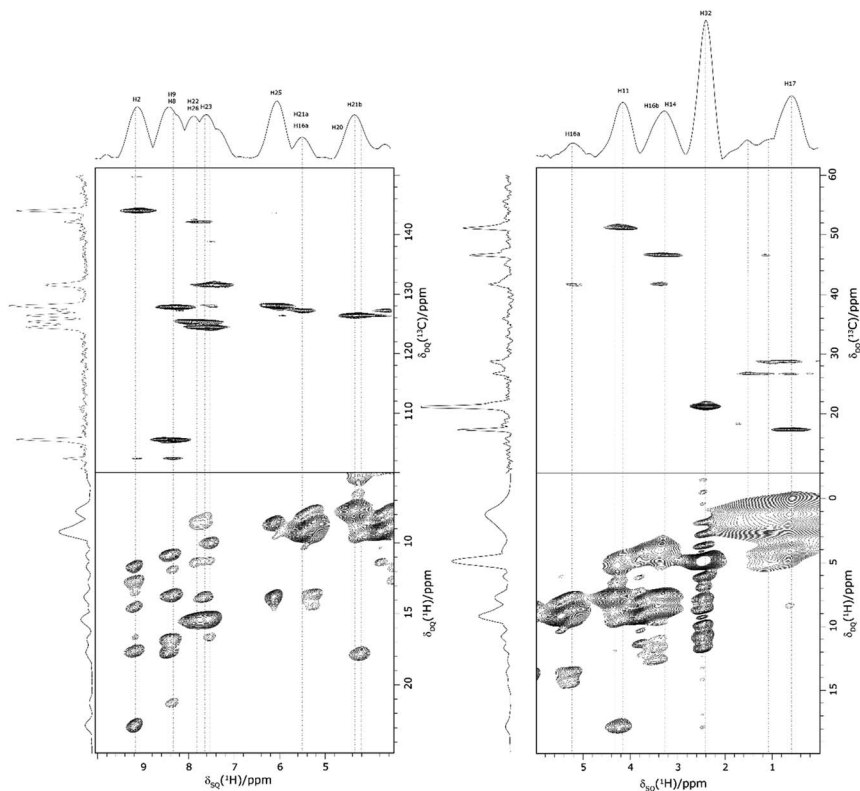 H2
H9
H8
H22
H26
H23
H25
H21a
H16a
H21b
H20
140
130
120
110
δDQ(13C)/ppm
10
15
20
δDQ(1H)/ppm
9
8
7
6
5
δSQ(1H)/ppm
H32
H16a
H11
H16b
H14
H17
60
50
40
30
20
δDQ(13C)/ppm
0
5
10
15
δDQ(1H)/ppm
5
4
3
2
1
δSQ(1H)/ppm